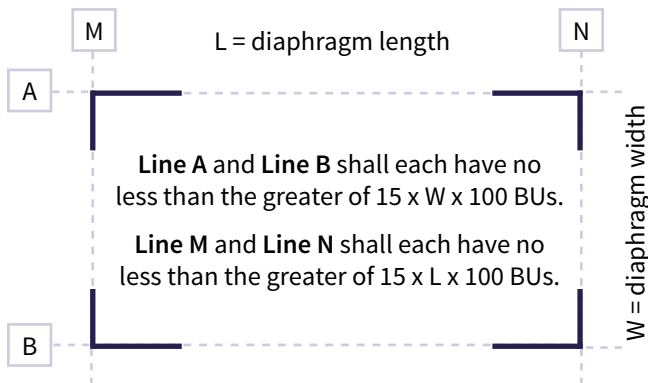 M
L = diaphragm length
N
A
Line A and Line B shall each have no
less than the greater of 15 x W x 100 BUs.
Line M and Line N shall each have no
less than the greater of 15 x L x 100 BUs.
W = diaphragm width
B